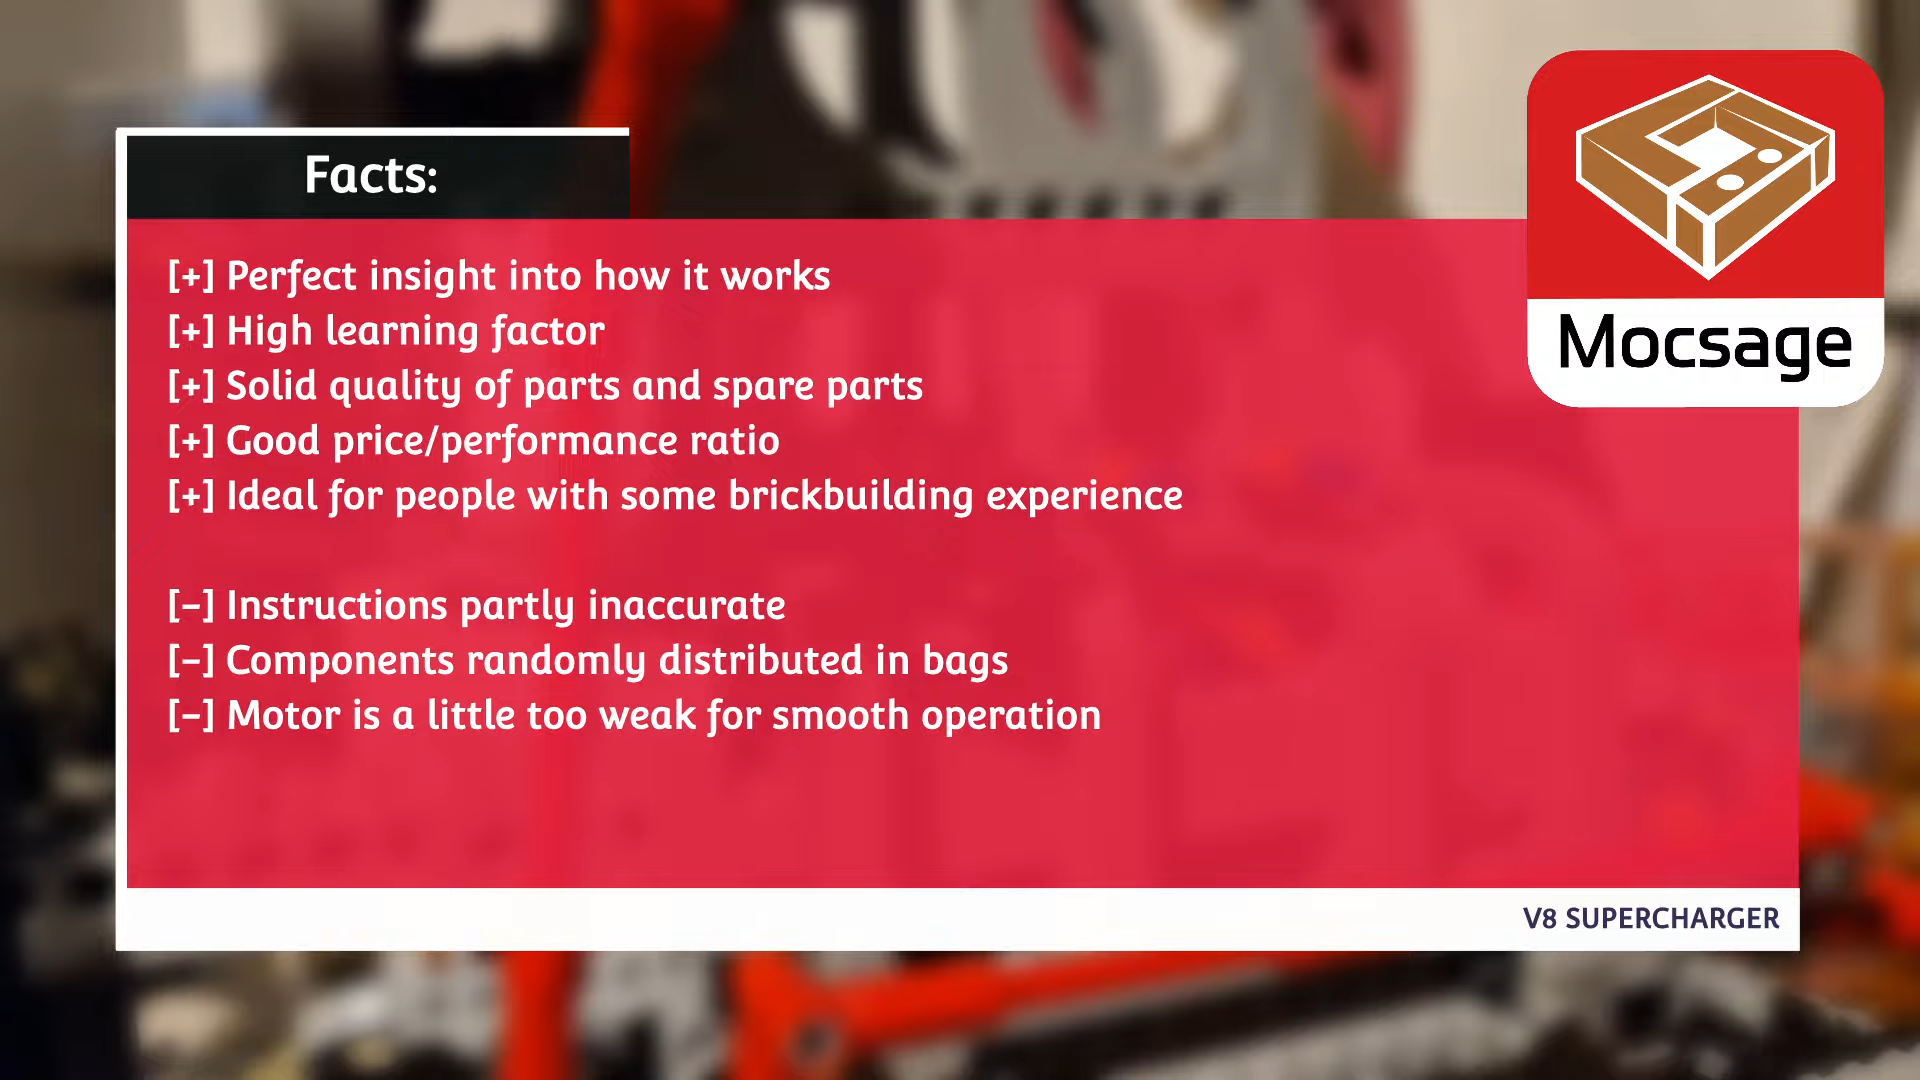 Facts:
Mocsage
[+] Perfect insight into how it works
[+] High learning factor
[+] Solid quality of parts and spare parts
[+] Good price/performance ratio
[+] Ideal for people with some brickbuilding experience
[–] Instructions partly inaccurate
[–] Components randomly distributed in bags
[–] Motor is a little too weak for smooth operation
V8 SUPERCHARGER